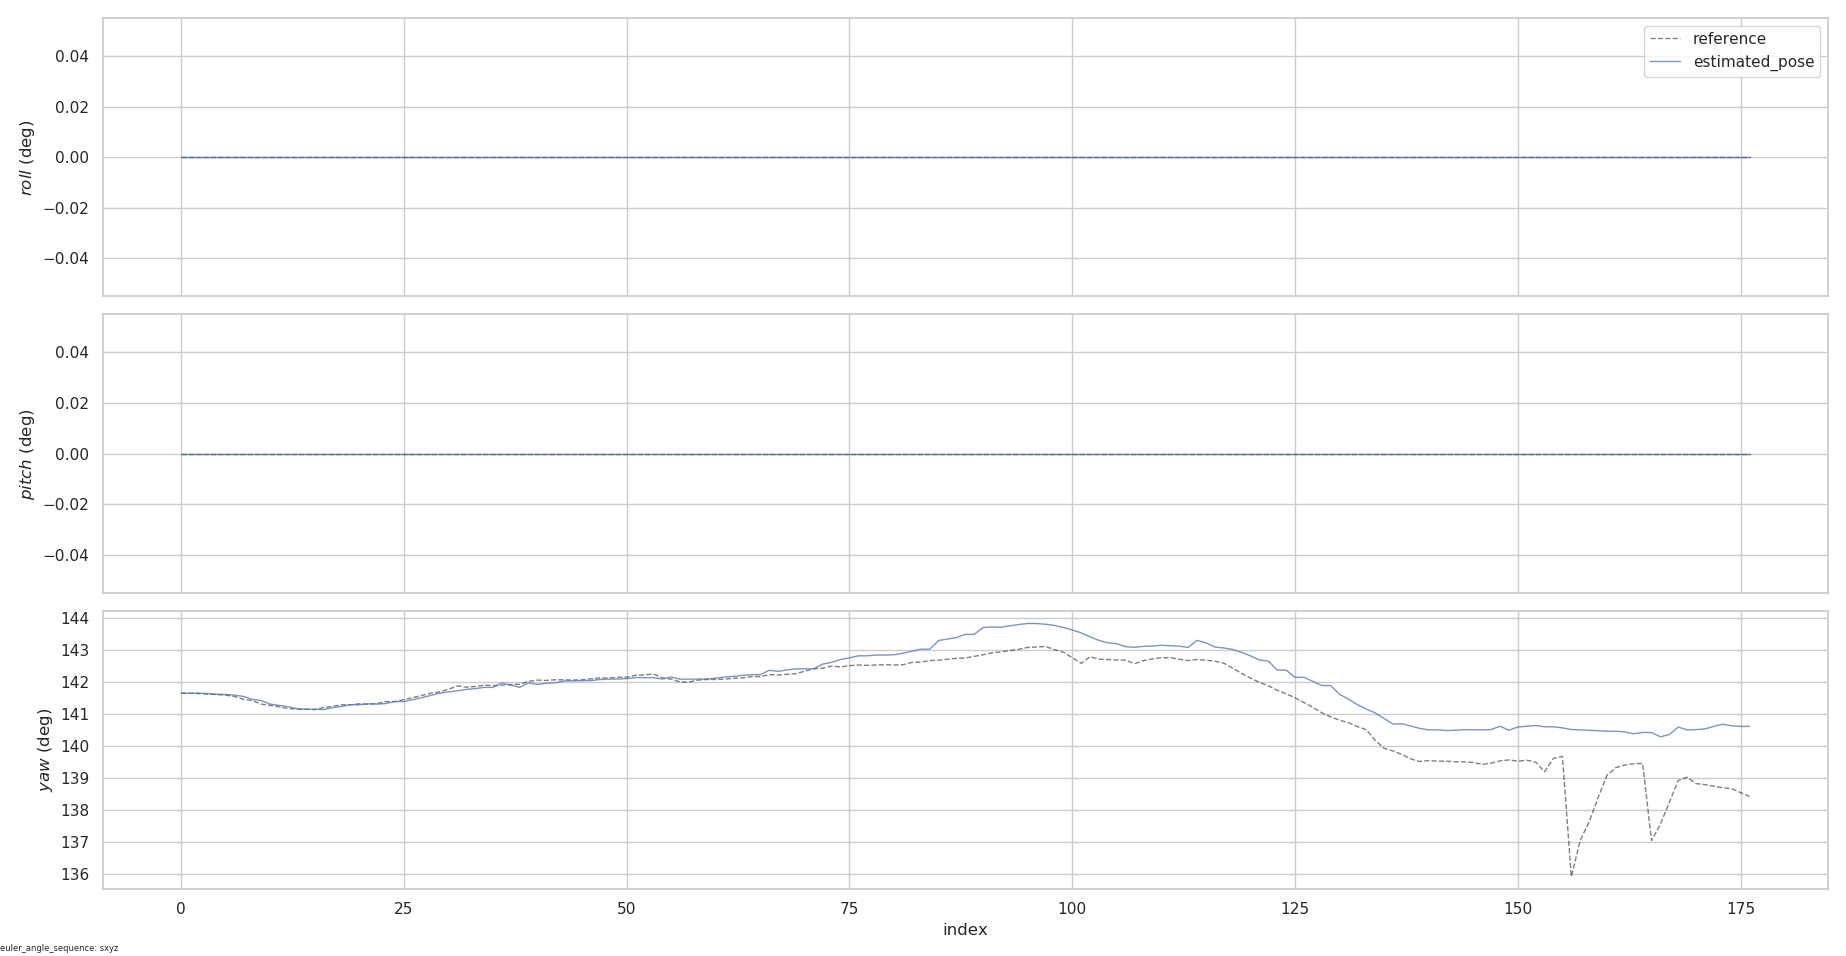 reference
estimated_pose
0.04
0.02
0.00
−0.02
−0.04
roll (deg)
0.04
0.02
0.00
−0.02
−0.04
pitch (deg)
144
143
142
141
140
139
138
137
136
yaw (deg)
0 25 50 75 100 125 150 175
index
euler_angle_sequence: sxyz